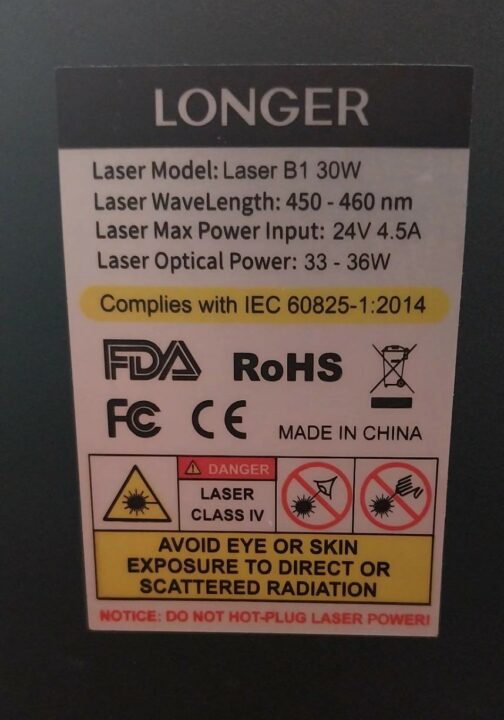 LONGER
Laser Model: Laser B1 30W
Laser WaveLength: 450 - 460 nm
Laser Max Power Input: 24V 4.5A
Laser Optical Power: 33 - 36W
Complies with IEC 60825-1:2014
FDA RoHS
FC CE MADE IN CHINA
DANGER
LASER
CLASS IV
AVOID EYE OR SKIN
EXPOSURE TO DIRECT OR
SCATTERED RADIATION
NOTICE: DO NOT HOT-PLUG LASER POWER!